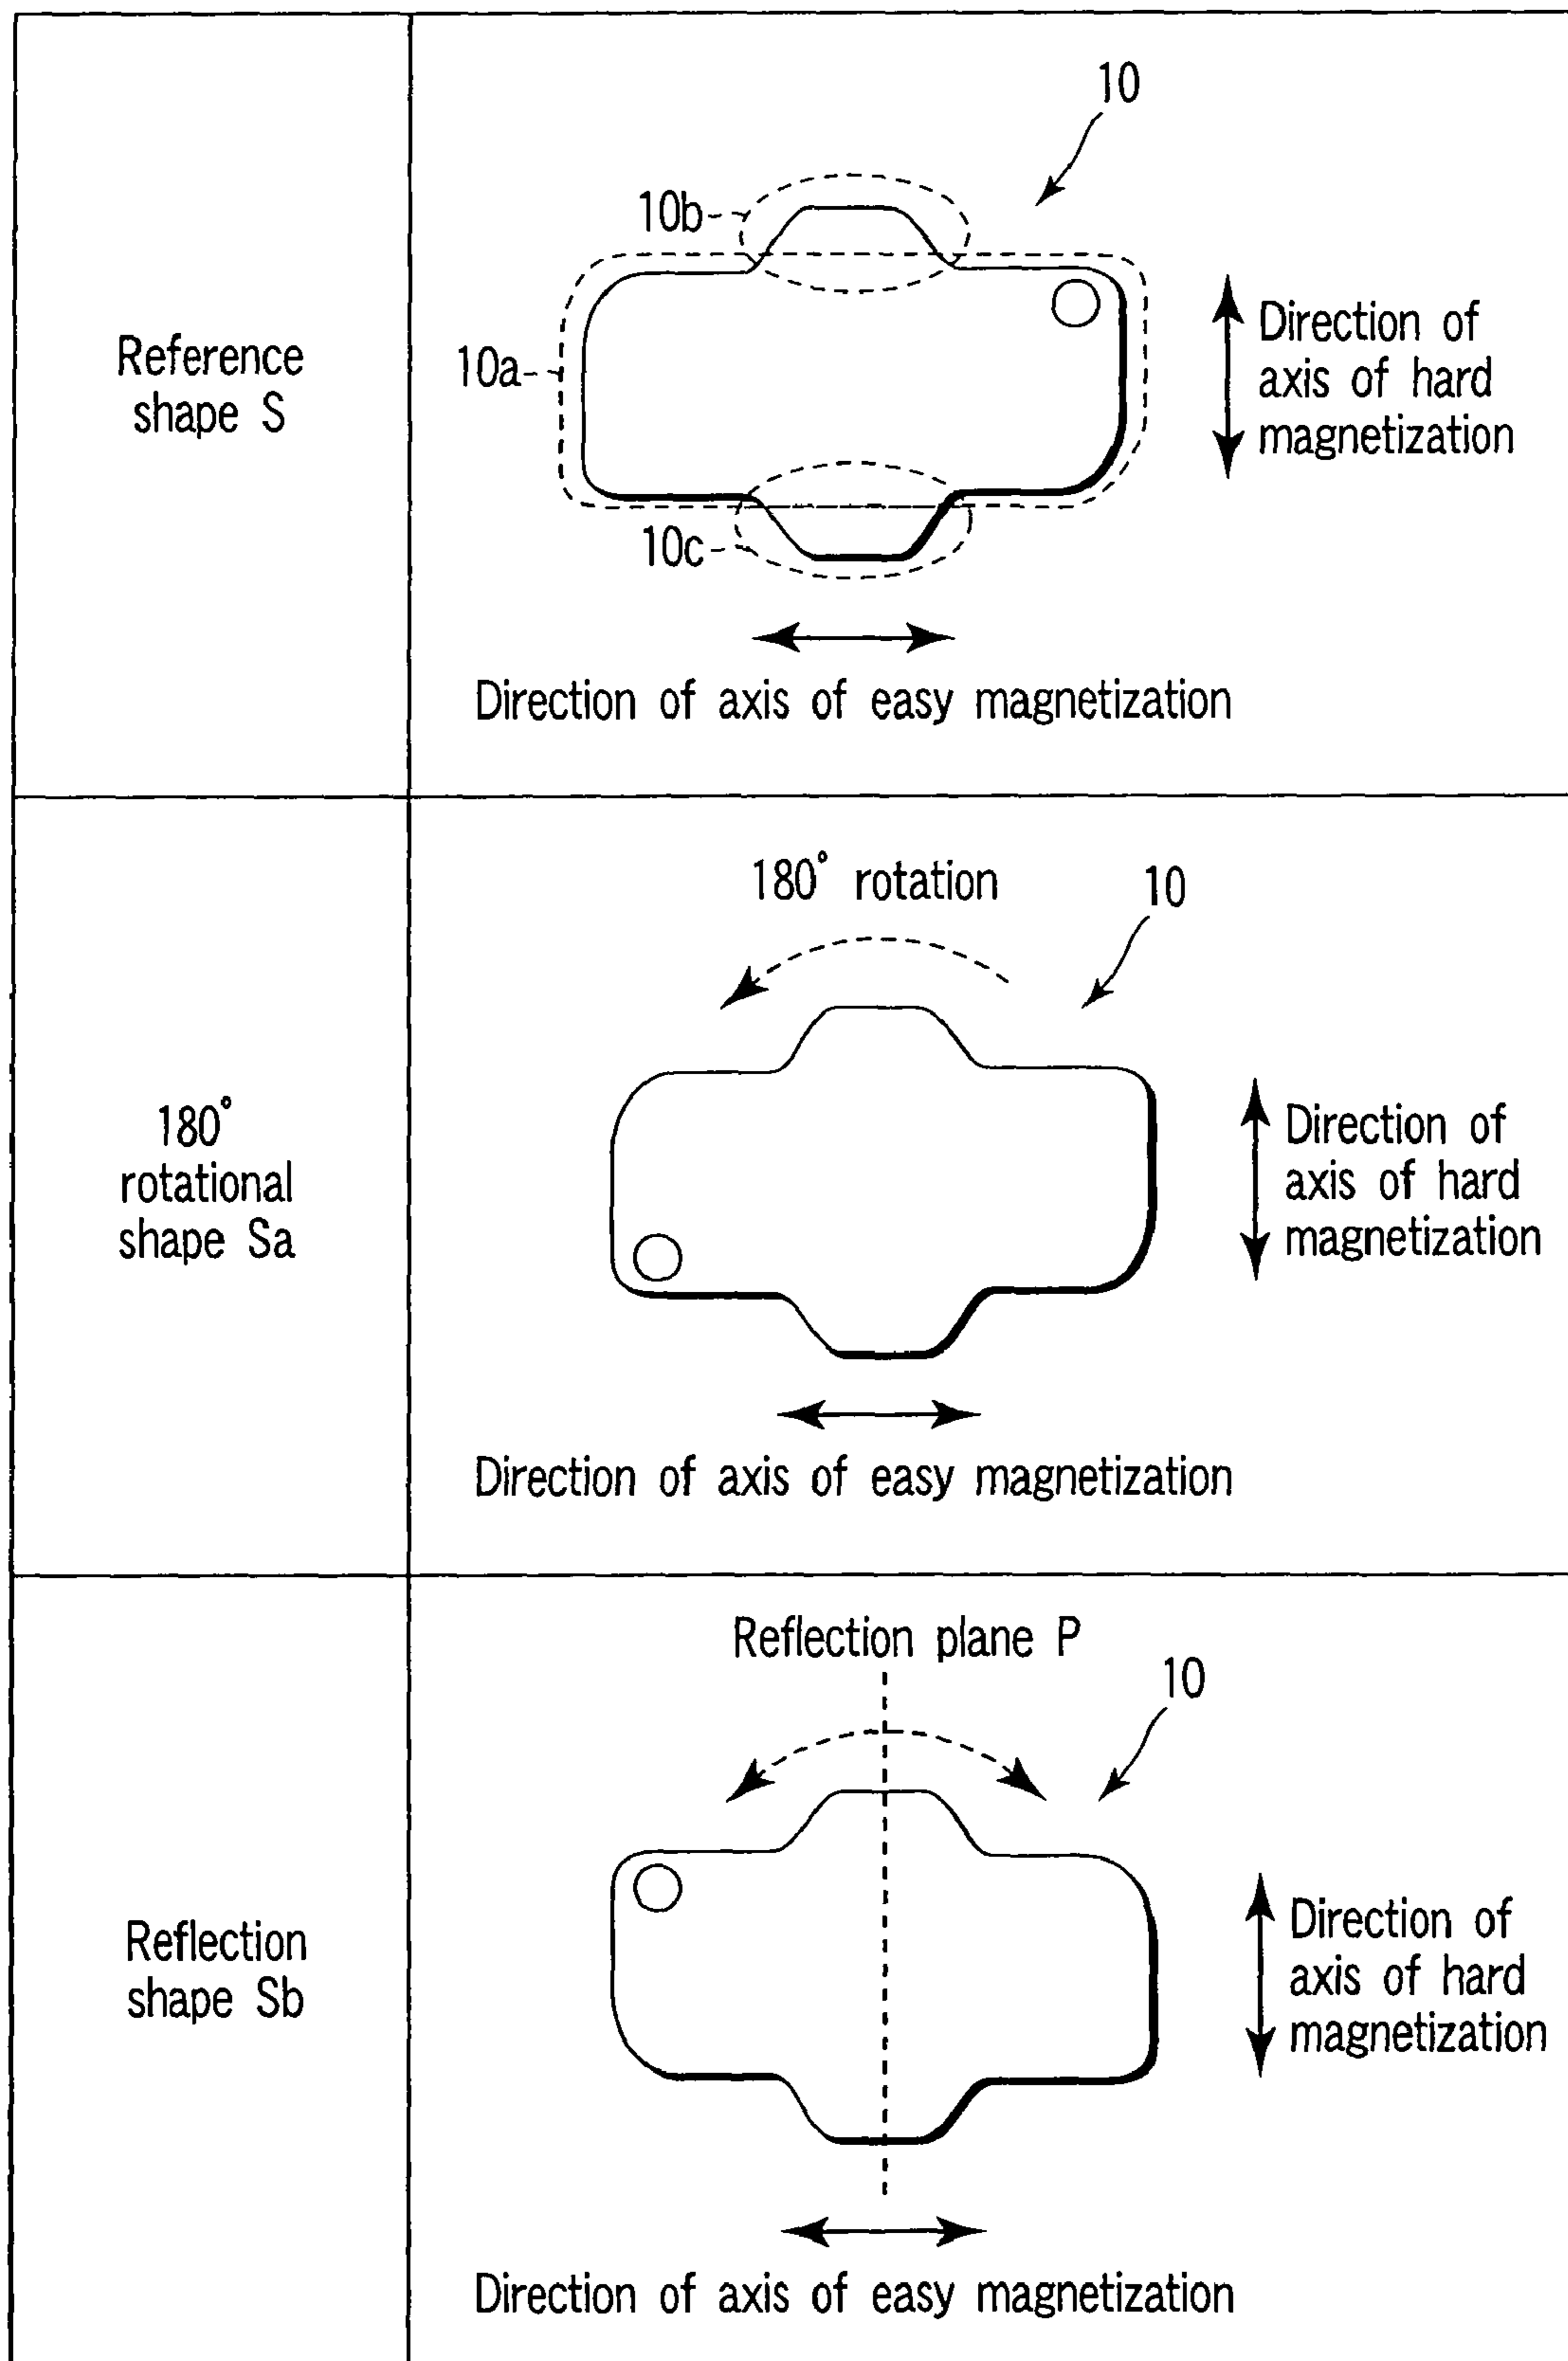 Reference
shape S
10
10b
10a
10c
Direction of
axis of hard
magnetization
Direction of axis of easy magnetization
180°
rotational
shape Sa
180° rotation
10
Direction of
axis of hard
magnetization
Direction of axis of easy magnetization
Reflection
shape Sb
Reflection plane P
10
Direction of
axis of hard
magnetization
Direction of axis of easy magnetization